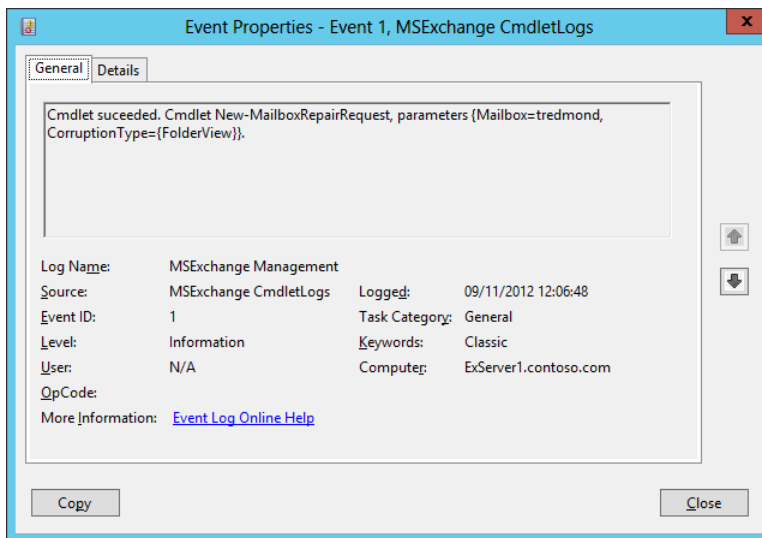 Event Properties - Event 1, MSExchange CmdletLogs
x
General Details
Cmdlet suceeded. Cmdlet New-MailboxRepairRequest, parameters {Mailbox=tredmond,
CorruptionType={FolderView}}.
Log Name: MSExchange Management
Source: MSExchange CmdletLogs Logged: 09/11/2012 12:06:48
Event ID: 1 Task Category: General
Level: Information Keywords: Classic
User: N/A Computer: ExServer1.contoso.com
OpCode:
More Information: Event Log Online Help
Copy Close